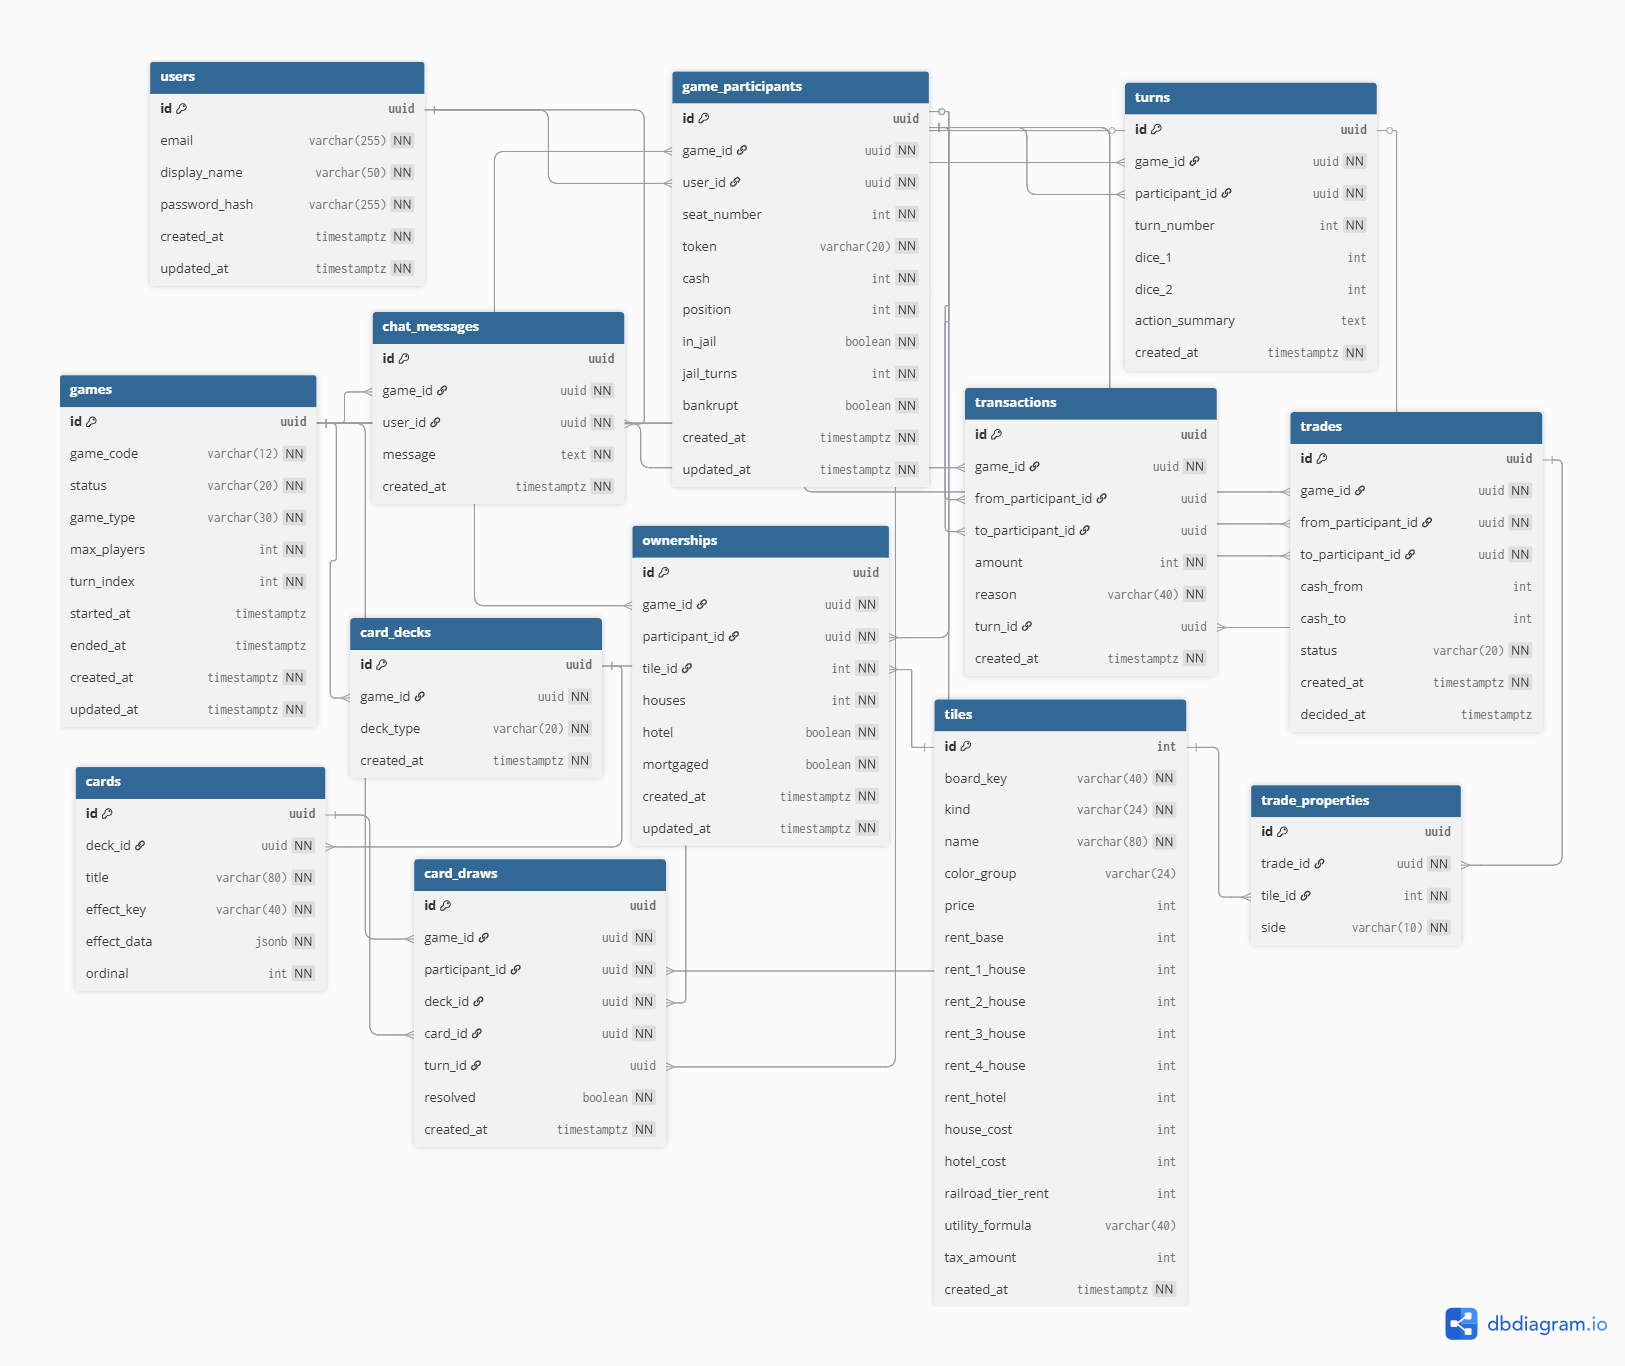 users
id uuid
email varchar(255) NN
display_name varchar(50) NN
password_hash varchar(255) NN
created_at timestamptz NN
updated_at timestamptz NN
game_participants
id uuid
game_id uuid NN
user_id uuid NN
seat_number int NN
token varchar(20) NN
cash int NN
position int NN
in_jail boolean NN
jail_turns int NN
bankrupt boolean NN
created_at timestamptz NN
updated_at timestamptz NN
turns
id uuid
game_id uuid NN
participant_id uuid NN
turn_number int NN
dice_1 int
dice_2 int
action_summary text
created_at timestamptz NN
chat_messages
id uuid
game_id uuid NN
user_id uuid NN
message text NN
created_at timestamptz NN
games
id uuid
game_code varchar(12) NN
status varchar(20) NN
game_type varchar(30) NN
max_players int NN
turn_index int NN
started_at timestamptz
ended_at timestamptz
created_at timestamptz NN
updated_at timestamptz NN
transactions
id uuid
game_id uuid NN
from_participant_id uuid
to_participant_id uuid
amount int NN
reason varchar(40) NN
turn_id uuid
created_at timestamptz NN
trades
id uuid
game_id uuid NN
from_participant_id uuid NN
to_participant_id uuid NN
cash_from int
cash_to int
status varchar(20) NN
created_at timestamptz NN
decided_at timestamptz
ownerships
id uuid
game_id uuid NN
participant_id uuid NN
tile_id int NN
houses int NN
hotel boolean NN
mortgaged boolean NN
created_at timestamptz NN
updated_at timestamptz NN
card_decks
id uuid
game_id uuid NN
deck_type varchar(20) NN
created_at timestamptz NN
tiles
id int
board_key varchar(40) NN
kind varchar(24) NN
name varchar(80) NN
color_group varchar(24)
price int
rent_base int
rent_1_house int
rent_2_house int
rent_3_house int
rent_4_house int
rent_hotel int
house_cost int
hotel_cost int
railroad_tier_rent int
utility_formula varchar(40)
tax_amount int
created_at timestamptz NN
cards
id uuid
deck_id uuid NN
title varchar(80) NN
effect_key varchar(40) NN
effect_data jsonb NN
ordinal int NN
trade_properties
id uuid
trade_id uuid NN
tile_id int NN
side varchar(10) NN
card_draws
id uuid
game_id uuid NN
participant_id uuid NN
deck_id uuid NN
card_id uuid NN
turn_id uuid
resolved boolean NN
created_at timestamptz NN
dbdiagram.io